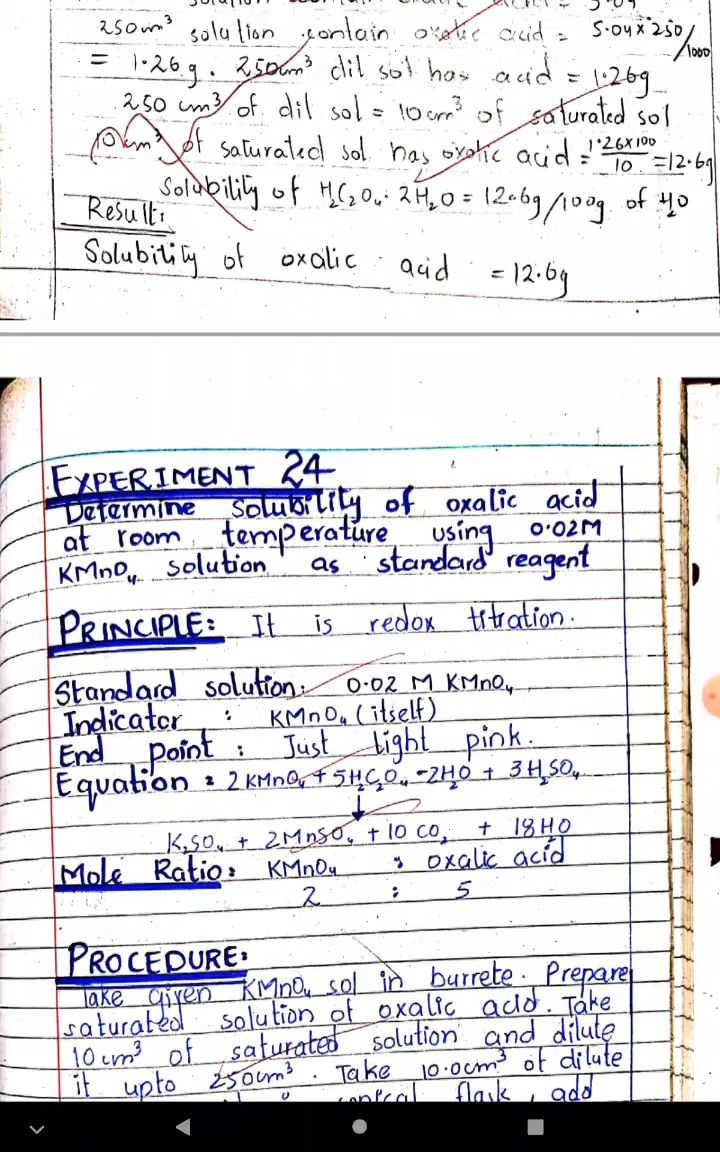 250cm³ solution contain oxalic acid = 5.04 x 250/1000
= 1.26 g. 250cm³ dil sol has acid = 1.26g
250 cm³ of dil sol = 10cm³ of saturated sol
10cm³ of saturated sol has oxalic acid = 1.26x100/10 = 12.6g
Solubility of H₂C₂O₄. 2H₂O = 12.6g/100g of H₂O
Result:
Solubility of oxalic acid = 12.6g
EXPERIMENT 24
Determine solubility of oxalic acid
at room temperature using 0.02M
KMnO₄ solution as standard reagent
PRINCIPLE: It is redox titration.
Standard solution: 0.02 M KMnO₄
Indicator : KMnO₄ (itself)
End point : Just light pink.
Equation = 2KMnO₄ + 5H₂C₂O₄ -2H₂O + 3H₂SO₄
↓
K₂SO₄ + 2MnSO₄ + 10 CO₂ + 18H₂O
Mole Ratio: KMnO₄ : oxalic acid
2 : 5
PROCEDURE:
Take given KMnO₄ sol in burrete. Prepare
saturated solution of oxalic acid. Take
10cm³ of saturated solution and dilute
it upto 250cm³. Take 10.0cm³ of dilute
conical flask, add